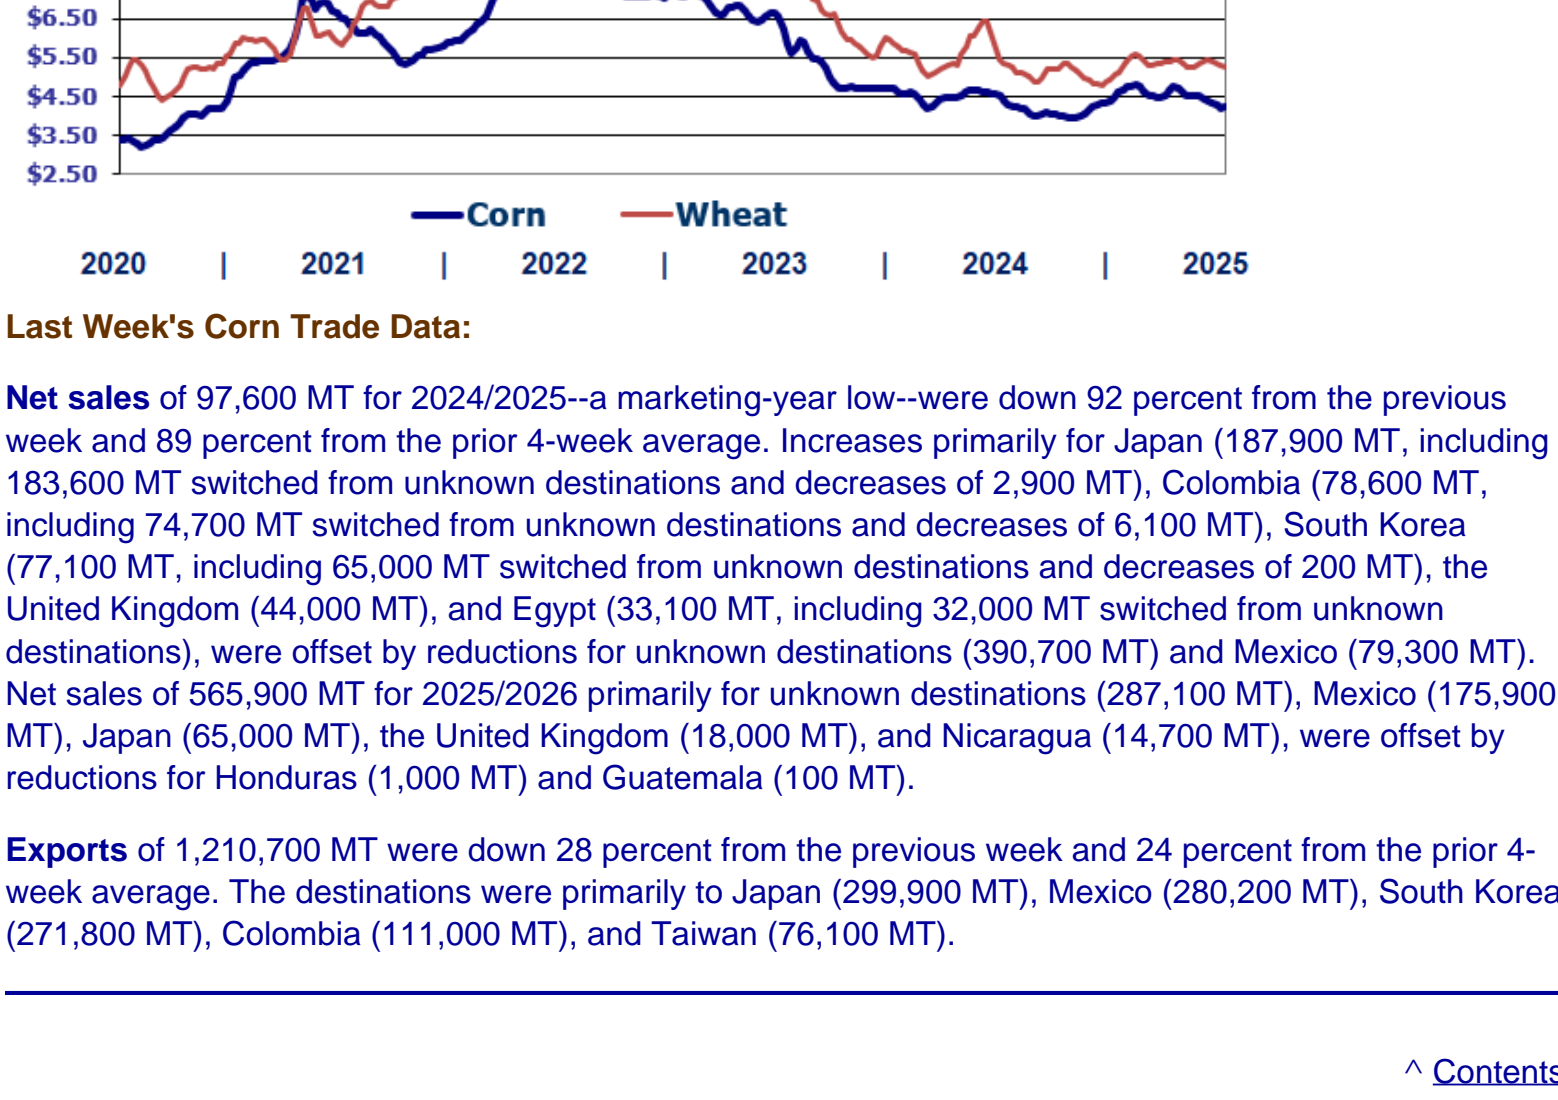 $6.50
$5.50
$4.50
$3.50
$2.50
Corn Wheat
2020 | 2021 | 2022 | 2023 | 2024 | 2025
Last Week's Corn Trade Data:
Net sales of 97,600 MT for 2024/2025--a marketing-year low--were down 92 percent from the previous
week and 89 percent from the prior 4-week average. Increases primarily for Japan (187,900 MT, including
183,600 MT switched from unknown destinations and decreases of 2,900 MT), Colombia (78,600 MT,
including 74,700 MT switched from unknown destinations and decreases of 6,100 MT), South Korea
(77,100 MT, including 65,000 MT switched from unknown destinations and decreases of 200 MT), the
United Kingdom (44,000 MT), and Egypt (33,100 MT, including 32,000 MT switched from unknown
destinations), were offset by reductions for unknown destinations (390,700 MT) and Mexico (79,300 MT).
Net sales of 565,900 MT for 2025/2026 primarily for unknown destinations (287,100 MT), Mexico (175,900
MT), Japan (65,000 MT), the United Kingdom (18,000 MT), and Nicaragua (14,700 MT), were offset by
reductions for Honduras (1,000 MT) and Guatemala (100 MT).
Exports of 1,210,700 MT were down 28 percent from the previous week and 24 percent from the prior 4-
week average. The destinations were primarily to Japan (299,900 MT), Mexico (280,200 MT), South Korea
(271,800 MT), Colombia (111,000 MT), and Taiwan (76,100 MT).
^ Contents